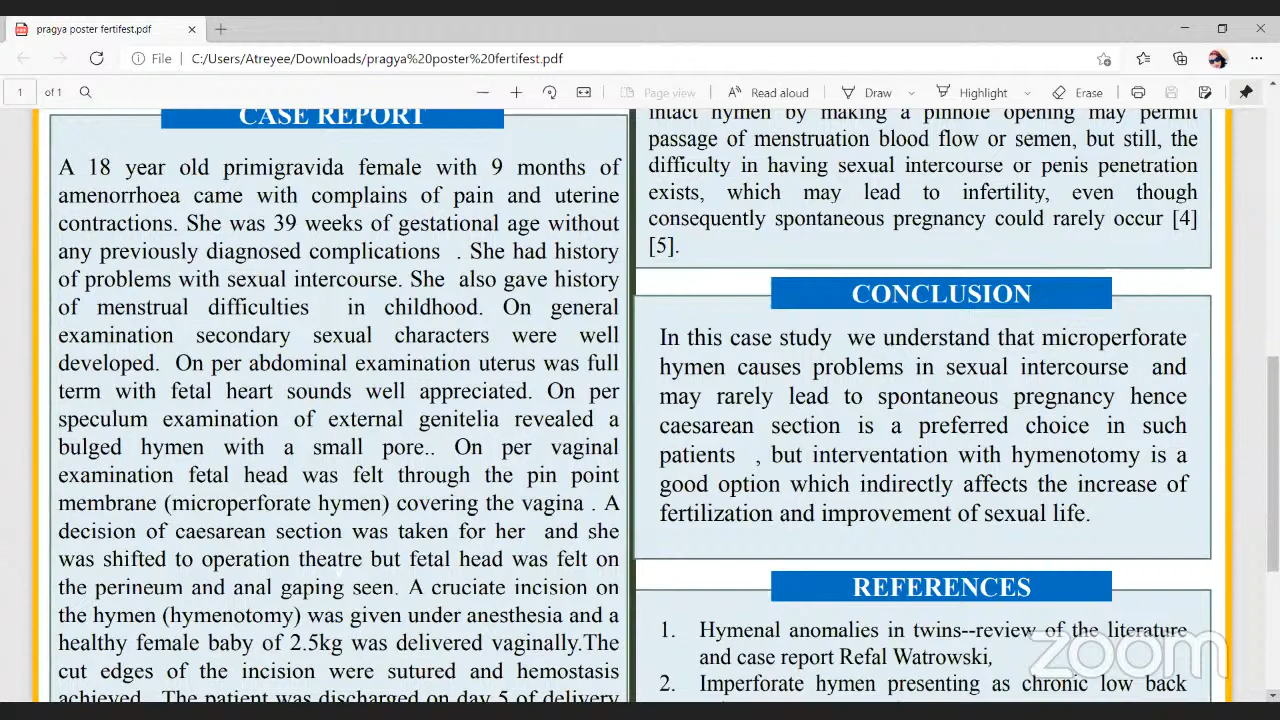 pragya poster fertifest.pdf
File
C:/Users/Atreyee/Downloads/pragya%20poster%20fertifest.pdf
1 of 1
Page view
Read aloud
Draw
Highlight
Erase
CASE REPORT
A 18 year old primigravida female with 9 months of
amenorrhoea came with complains of pain and uterine
contractions. She was 39 weeks of gestational age without
any previously diagnosed complications . She had history
of problems with sexual intercourse. She also gave history
of menstrual difficulties in childhood. On general
examination secondary sexual characters were well
developed. On per abdominal examination uterus was full
term with fetal heart sounds well appreciated. On per
speculum examination of external genitelia revealed a
bulged hymen with a small pore.. On per vaginal
examination fetal head was felt through the pin point
membrane (microperforate hymen) covering the vagina . A
decision of caesarean section was taken for her and she
was shifted to operation theatre but fetal head was felt on
the perineum and anal gaping seen. A cruciate incision on
the hymen (hymenotomy) was given under anesthesia and a
healthy female baby of 2.5kg was delivered vaginally.The
cut edges of the incision were sutured and hemostasis
achieved. The patient was discharged on day 5 of delivery
intact hymen by making a pinhole opening may permit
passage of menstruation blood flow or semen, but still, the
difficulty in having sexual intercourse or penis penetration
exists, which may lead to infertility, even though
consequently spontaneous pregnancy could rarely occur [4]
[5].
CONCLUSION
In this case study we understand that microperforate
hymen causes problems in sexual intercourse and
may rarely lead to spontaneous pregnancy hence
caesarean section is a preferred choice in such
patients , but interventation with hymenotomy is a
good option which indirectly affects the increase of
fertilization and improvement of sexual life.
REFERENCES
1. Hymenal anomalies in twins--review of the literature
and case report Refal Watrowski,
2. Imperforate hymen presenting as chronic low back
zoom